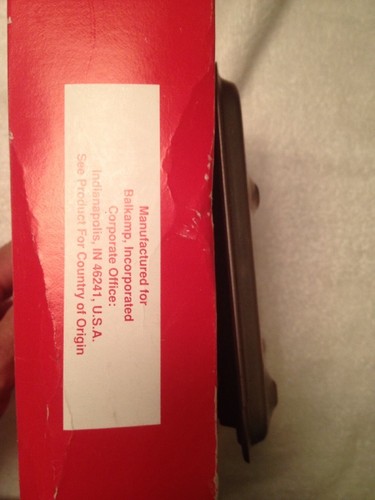 Manufactured for
Balkamp, Incorporated
Corporate Office:
Indianapolis, IN 46241, U.S.A.
See Product For Country of Origin